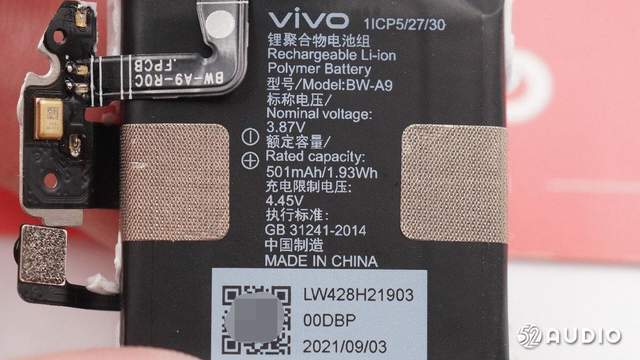 vivo 1ICP5/27/30
锂聚合物电池组
Rechargeable Li-ion
Polymer Battery
型号/Model:BW-A9
标称电压/
Nominal voltage:
3.87V
额定容量/
Rated capacity:
501mAh/1.93Wh
充电限制电压:
4.45V
执行标准:
GB 31241-2014
中国制造
MADE IN CHINA
LW428H21903
00DBP
2021/09/03
BW-A9-R0C
.FPCB
52 AUDIO